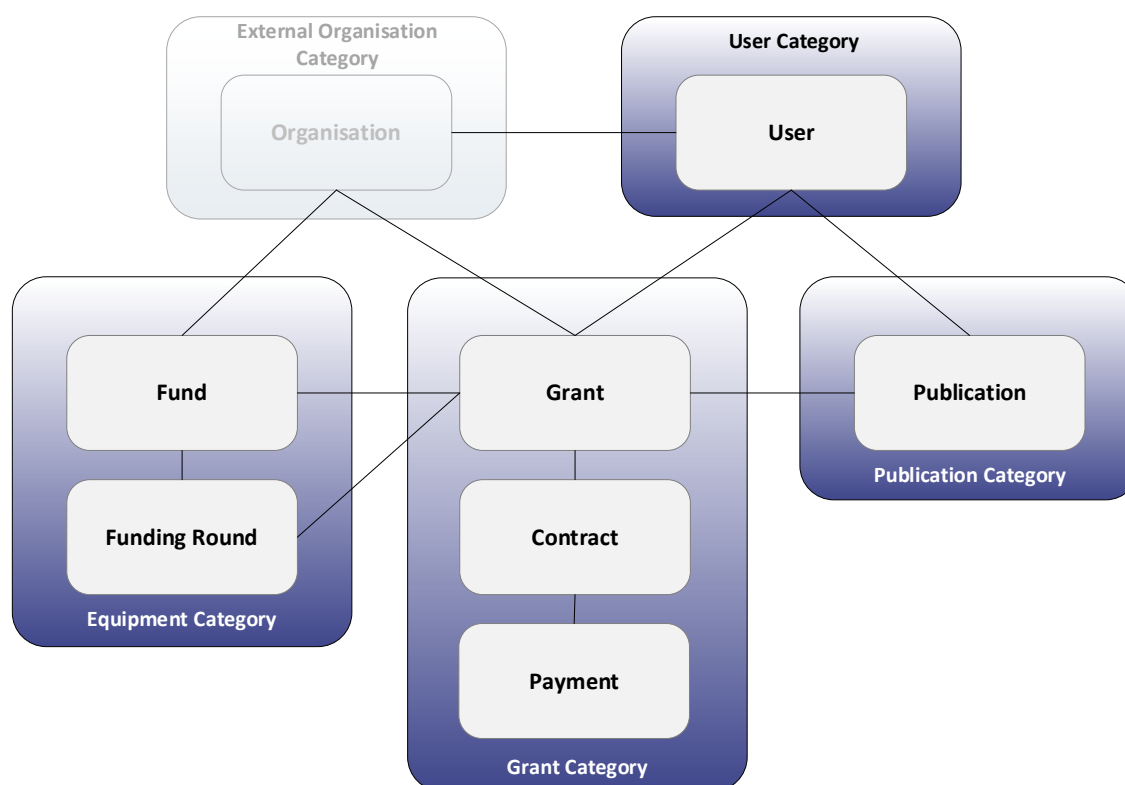 External Organisation
Category
Organisation
User Category
User
Fund
Grant
Publication
Publication Category
Funding Round
Contract
Equipment Category
Payment
Grant Category